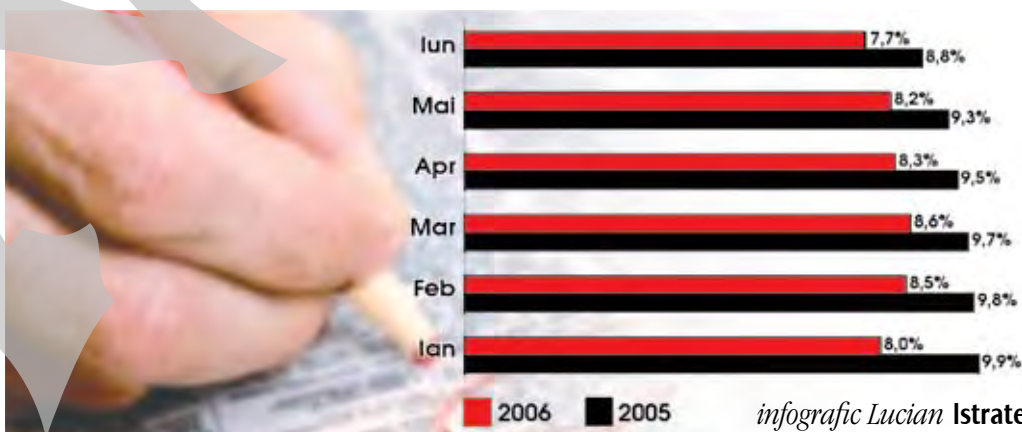 Iun 7,7%
8,8%
Mai 8,2%
9,3%
Apr 8,3%
9,5%
Mar 8,6%
9,7%
Feb 8,5%
9,8%
Ian 8,0%
9,9%
2006 2005
infografic Lucian Istrate